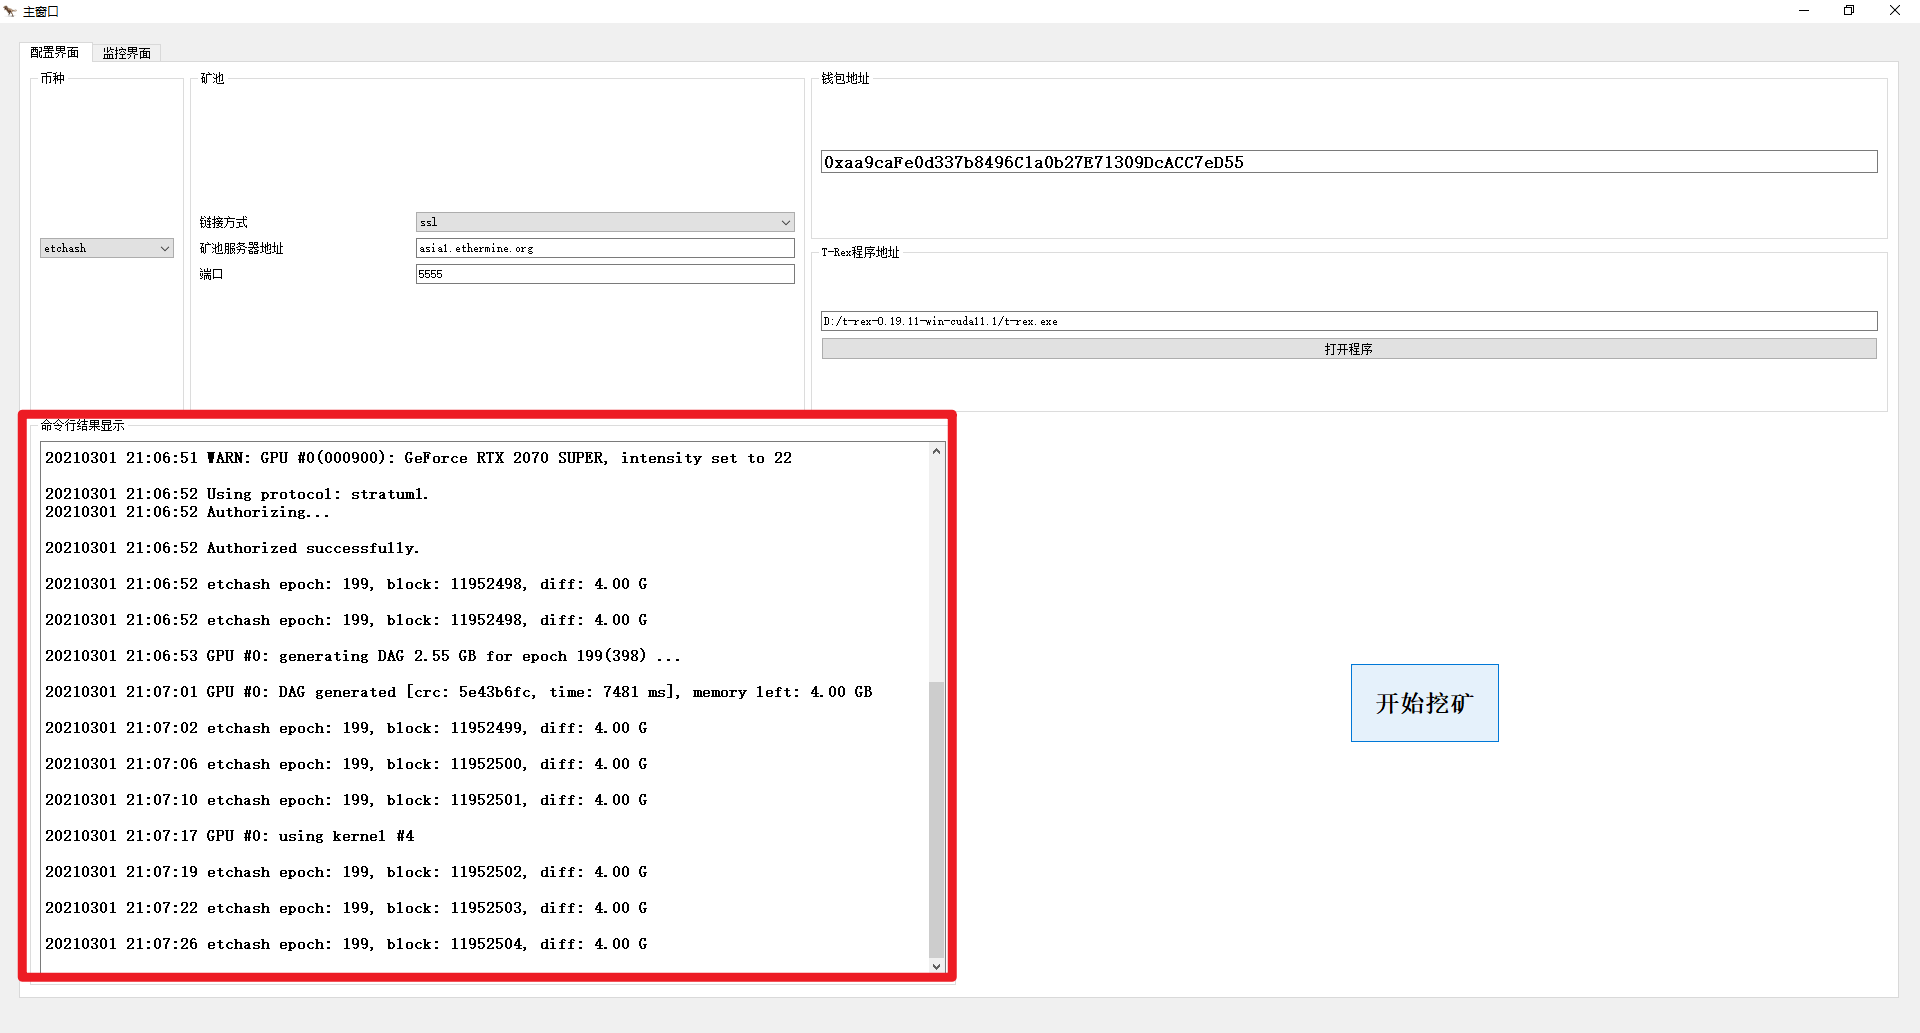 主窗口
配置界面
监控界面
币种
etchash
矿池
链接方式
ssl
矿池服务器地址
asia1.ethermine.org
端口
5555
钱包地址
0xaa9caFe0d337b8496C1a0b27E71309DcACC7eD55
T-Rex程序地址
D:/t-rex-0.19.11-win-cuda11.1/t-rex.exe
打开程序
命令行结果显示
20210301 21:06:51 WARN: GPU #0(000900): GeForce RTX 2070 SUPER, intensity set to 22
20210301 21:06:52 Using protocol: stratum1.
20210301 21:06:52 Authorizing...
20210301 21:06:52 Authorized successfully.
20210301 21:06:52 etchash epoch: 199, block: 11952498, diff: 4.00 G
20210301 21:06:52 etchash epoch: 199, block: 11952498, diff: 4.00 G
20210301 21:06:53 GPU #0: generating DAG 2.55 GB for epoch 199(398) ...
20210301 21:07:01 GPU #0: DAG generated [crc: 5e43b6fc, time: 7481 ms], memory left: 4.00 GB
20210301 21:07:02 etchash epoch: 199, block: 11952499, diff: 4.00 G
20210301 21:07:06 etchash epoch: 199, block: 11952500, diff: 4.00 G
20210301 21:07:10 etchash epoch: 199, block: 11952501, diff: 4.00 G
20210301 21:07:17 GPU #0: using kernel #4
20210301 21:07:19 etchash epoch: 199, block: 11952502, diff: 4.00 G
20210301 21:07:22 etchash epoch: 199, block: 11952503, diff: 4.00 G
20210301 21:07:26 etchash epoch: 199, block: 11952504, diff: 4.00 G
开始挖矿